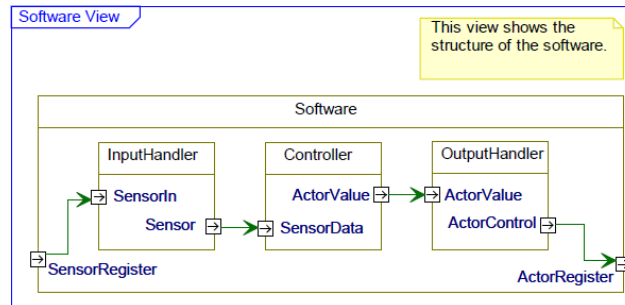 Software View
This view shows the
structure of the software.
Software
InputHandler
Controller
OutputHandler
SensorIn
ActorValue
ActorValue
Sensor
SensorData
ActorControl
SensorRegister
ActorRegister